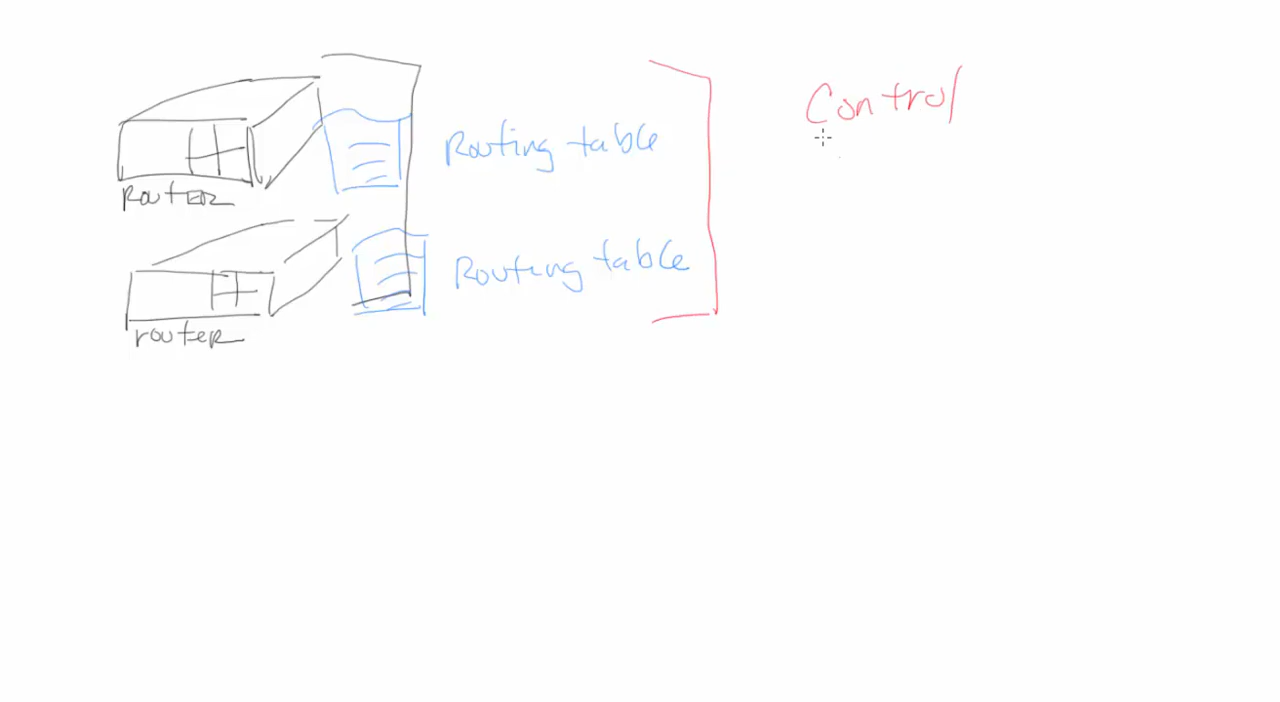 Control
Routing table
Router
Routing table
router